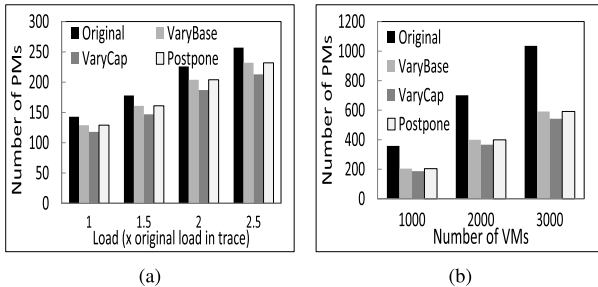 300
250
200
150
100
50
0
Number of PMs
Original
VaryBase
VaryCap
Postpone
1
1.5
2
2.5
Load (x original load in trace)
(a)
1200
1000
800
600
400
200
0
Number of PMs
Original
VaryBase
VaryCap
Postpone
1000
2000
3000
Number of VMs
(b)